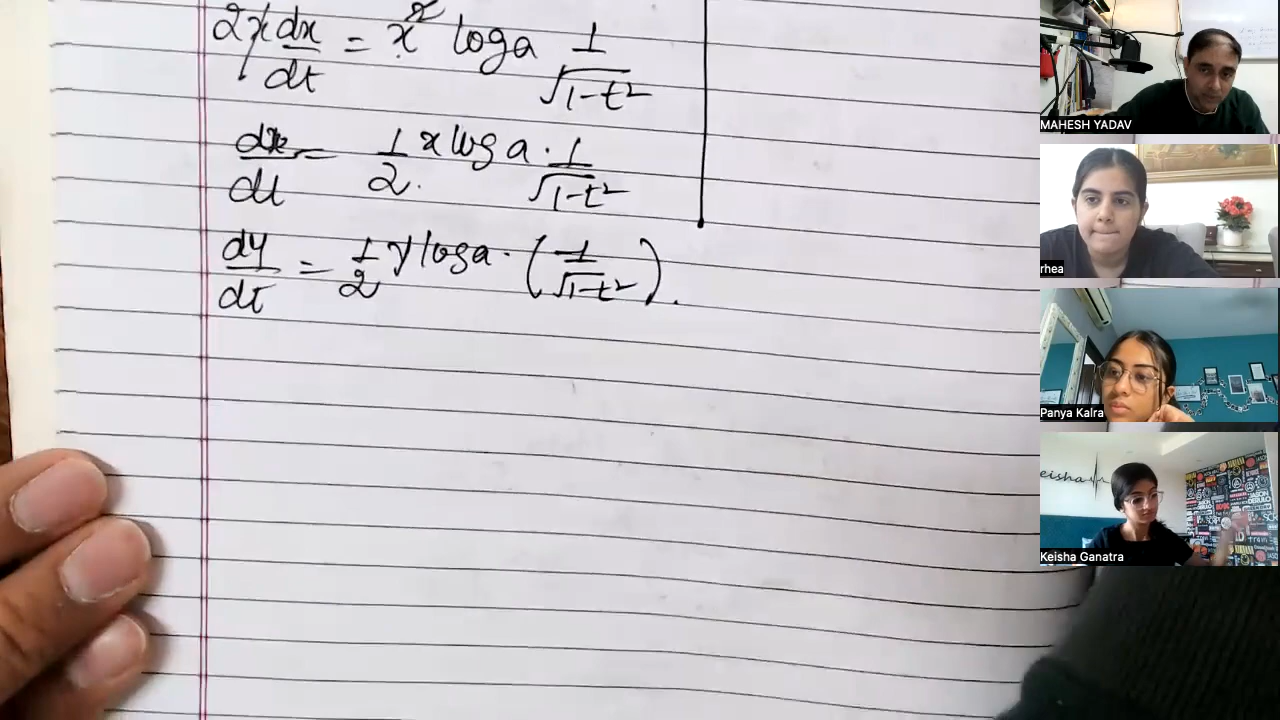 2x dx/dt = x² log a 1/√1-t²
dx/dt = 1/2 x log a · 1/√1-t²
dy/dt = 1/2 y log a · (1/√1-t²).
MAHESH YADAV
rhea
Panya Kalra
eisha
Keisha Ganatra